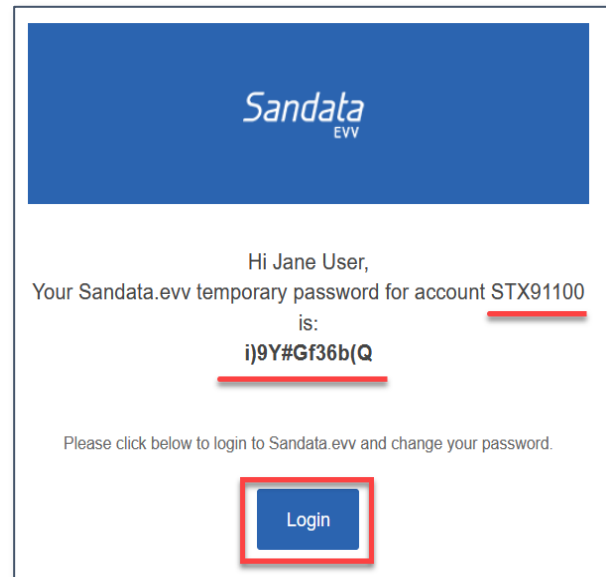 Sandata
EVV
Hi Jane User,
Your Sandata.evv temporary password for account STX91100
is:
i)9Y#Gf36b(Q
Please click below to login to Sandata.evv and change your password.
Login